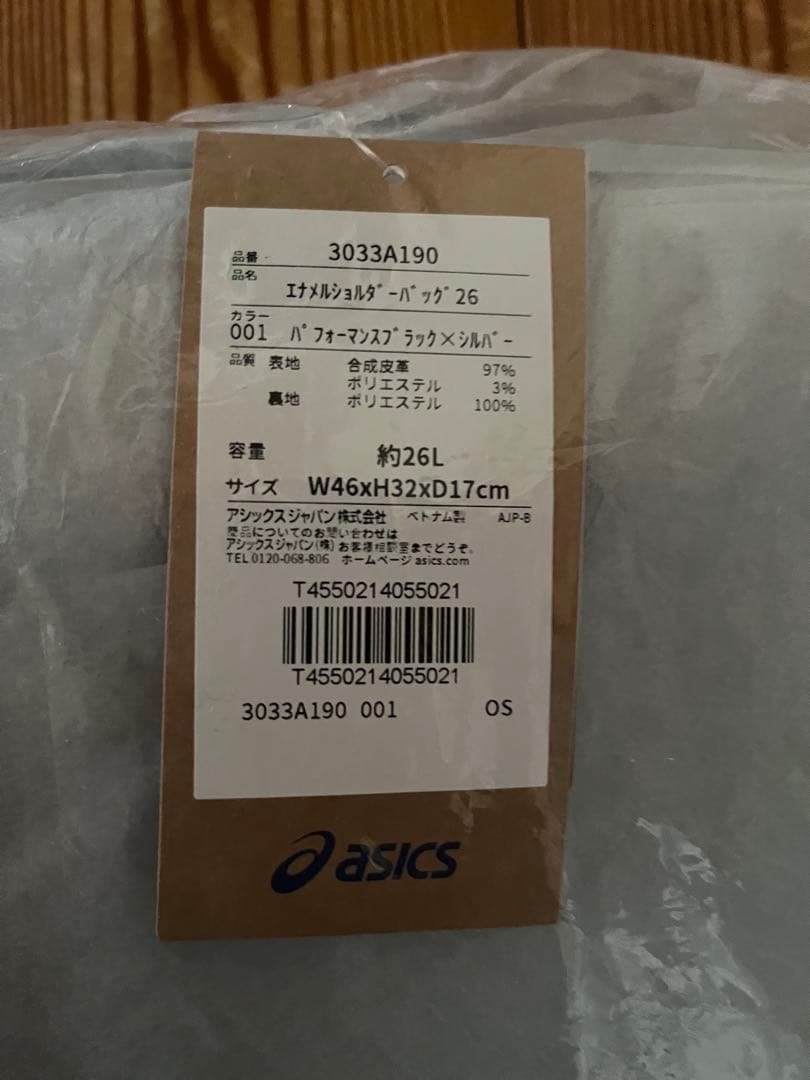 品番 3033A190
品名
ｴﾅﾒﾙｼｮﾙﾀﾞｰﾊﾞｯｸﾞ26
カラー
001 ﾊﾟﾌｫｰﾏﾝｽﾌﾞﾗｯｸ×ｼﾙﾊﾞｰ
品質 表地 合成皮革 97%
ポリエステル 3%
裏地 ポリエステル 100%
容量 約26L
サイズ W46xH32xD17cm
アシックスジャパン株式会社 ベトナム製 AJP-B
商品についてのお問い合わせは
アシックスジャパン(株)お客様相談室までどうぞ。
TEL 0120-068-806 ホームページ asics.com
T4550214055021
T4550214055021
3033A190 001 OS
asics